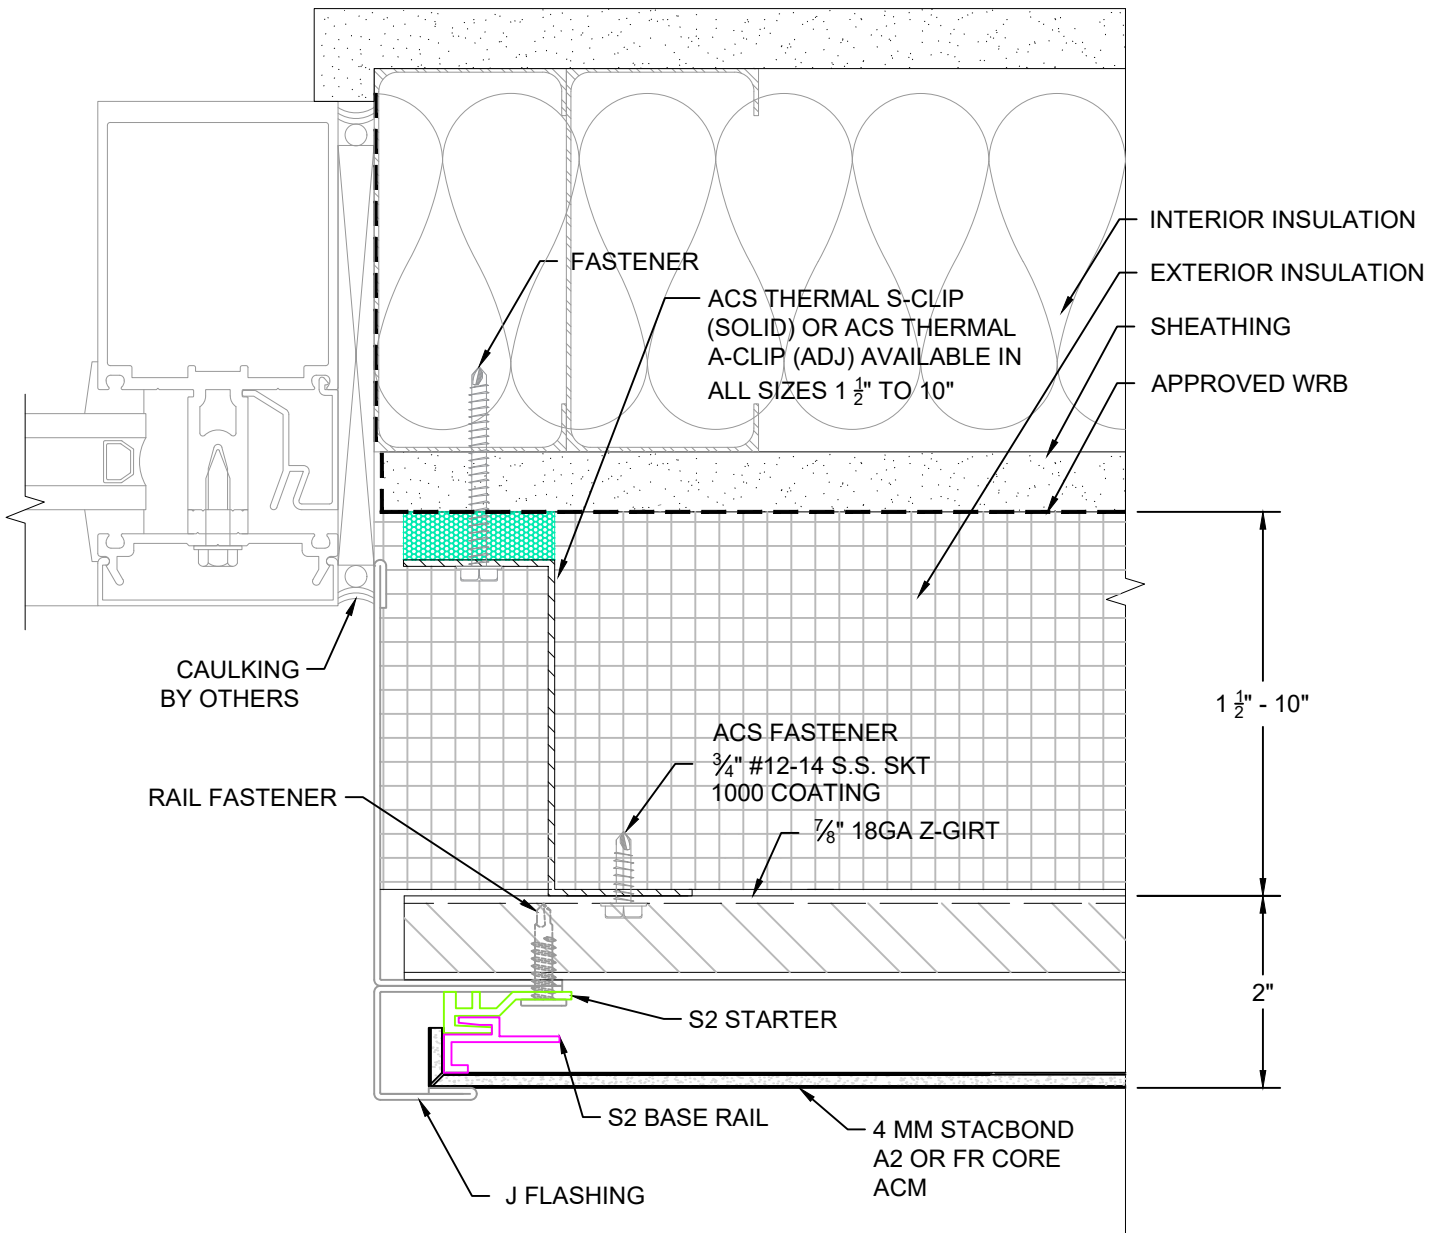 INTERIOR INSULATION
FASTENER
EXTERIOR INSULATION
ACS THERMAL S-CLIP
(SOLID) OR ACS THERMAL
A-CLIP (ADJ) AVAILABLE IN
ALL SIZES 1 1/2" TO 10"
SHEATHING
APPROVED WRB
CAULKING
BY OTHERS
1 1/2" - 10"
ACS FASTENER
3/4" #12-14 S.S. SKT
1000 COATING
RAIL FASTENER
7/8" 18GA Z-GIRT
2"
S2 STARTER
S2 BASE RAIL
4 MM STACBOND
A2 OR FR CORE
ACM
J FLASHING